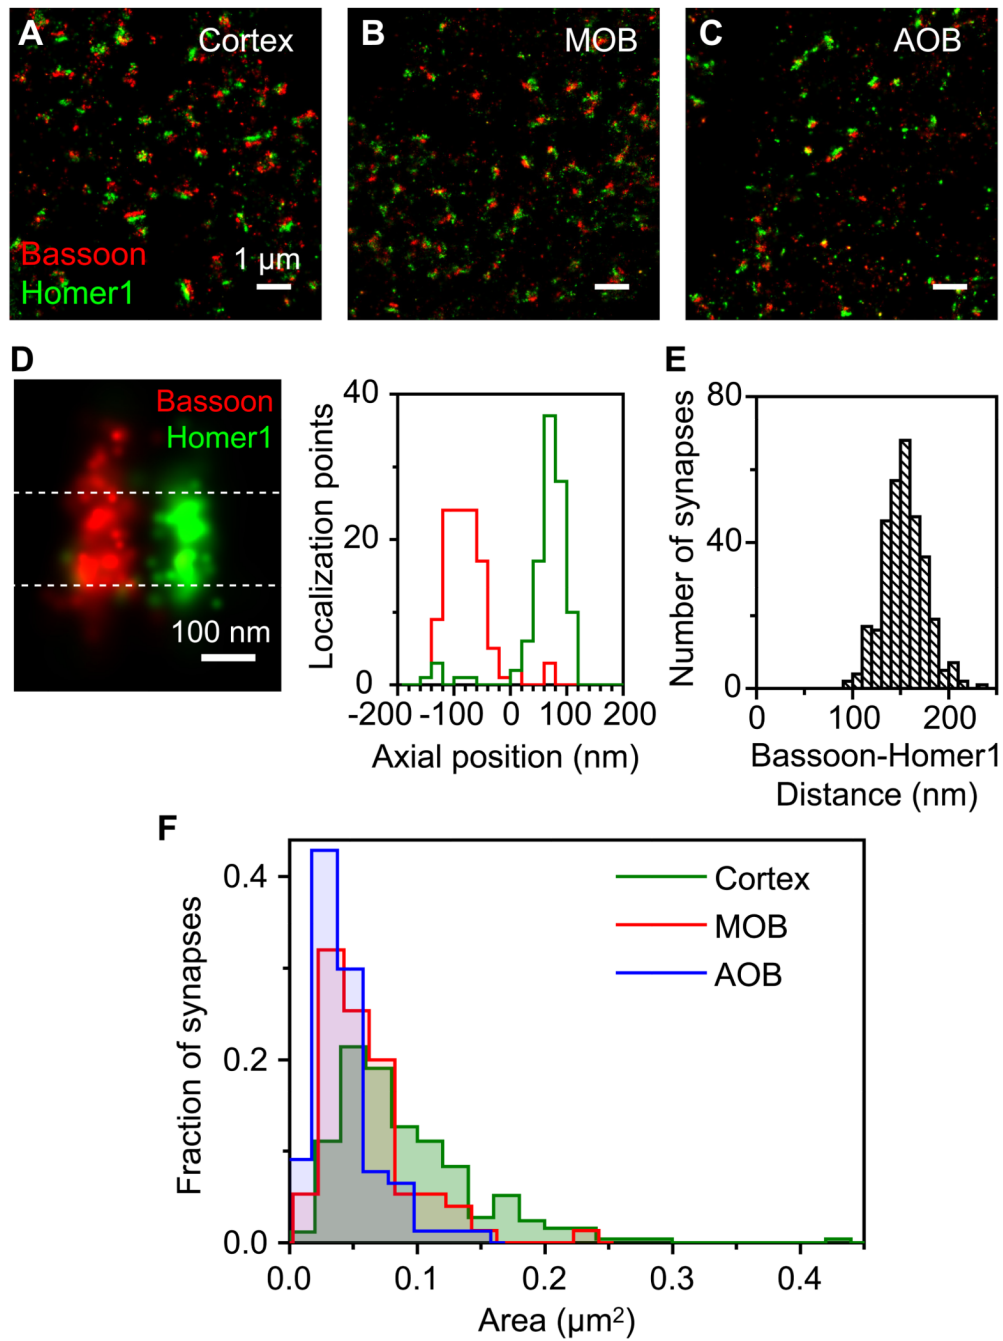 A
Cortex
Bassoon
Homer1
1 μm
B
MOB
C
AOB
D
Bassoon
Homer1
100 nm
Localization points
40
20
0
-200 -100 0 100 200
Axial position (nm)
E
Number of synapses
80
40
0
0 100 200
Bassoon-Homer1
Distance (nm)
F
Fraction of synapses
0.4
0.2
0.0
Cortex
MOB
AOB
0.0 0.1 0.2 0.3 0.4
Area (μm²)